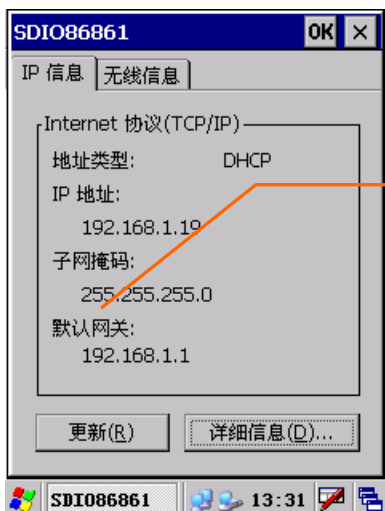 SDIO86861 OK ×
IP 信息 无线信息
Internet 协议(TCP/IP)
地址类型: DHCP
IP 地址:
192.168.1.19
子网掩码:
255.255.255.0
默认网关:
192.168.1.1
更新(R) 详细信息(D)...
SDIO86861 13:31